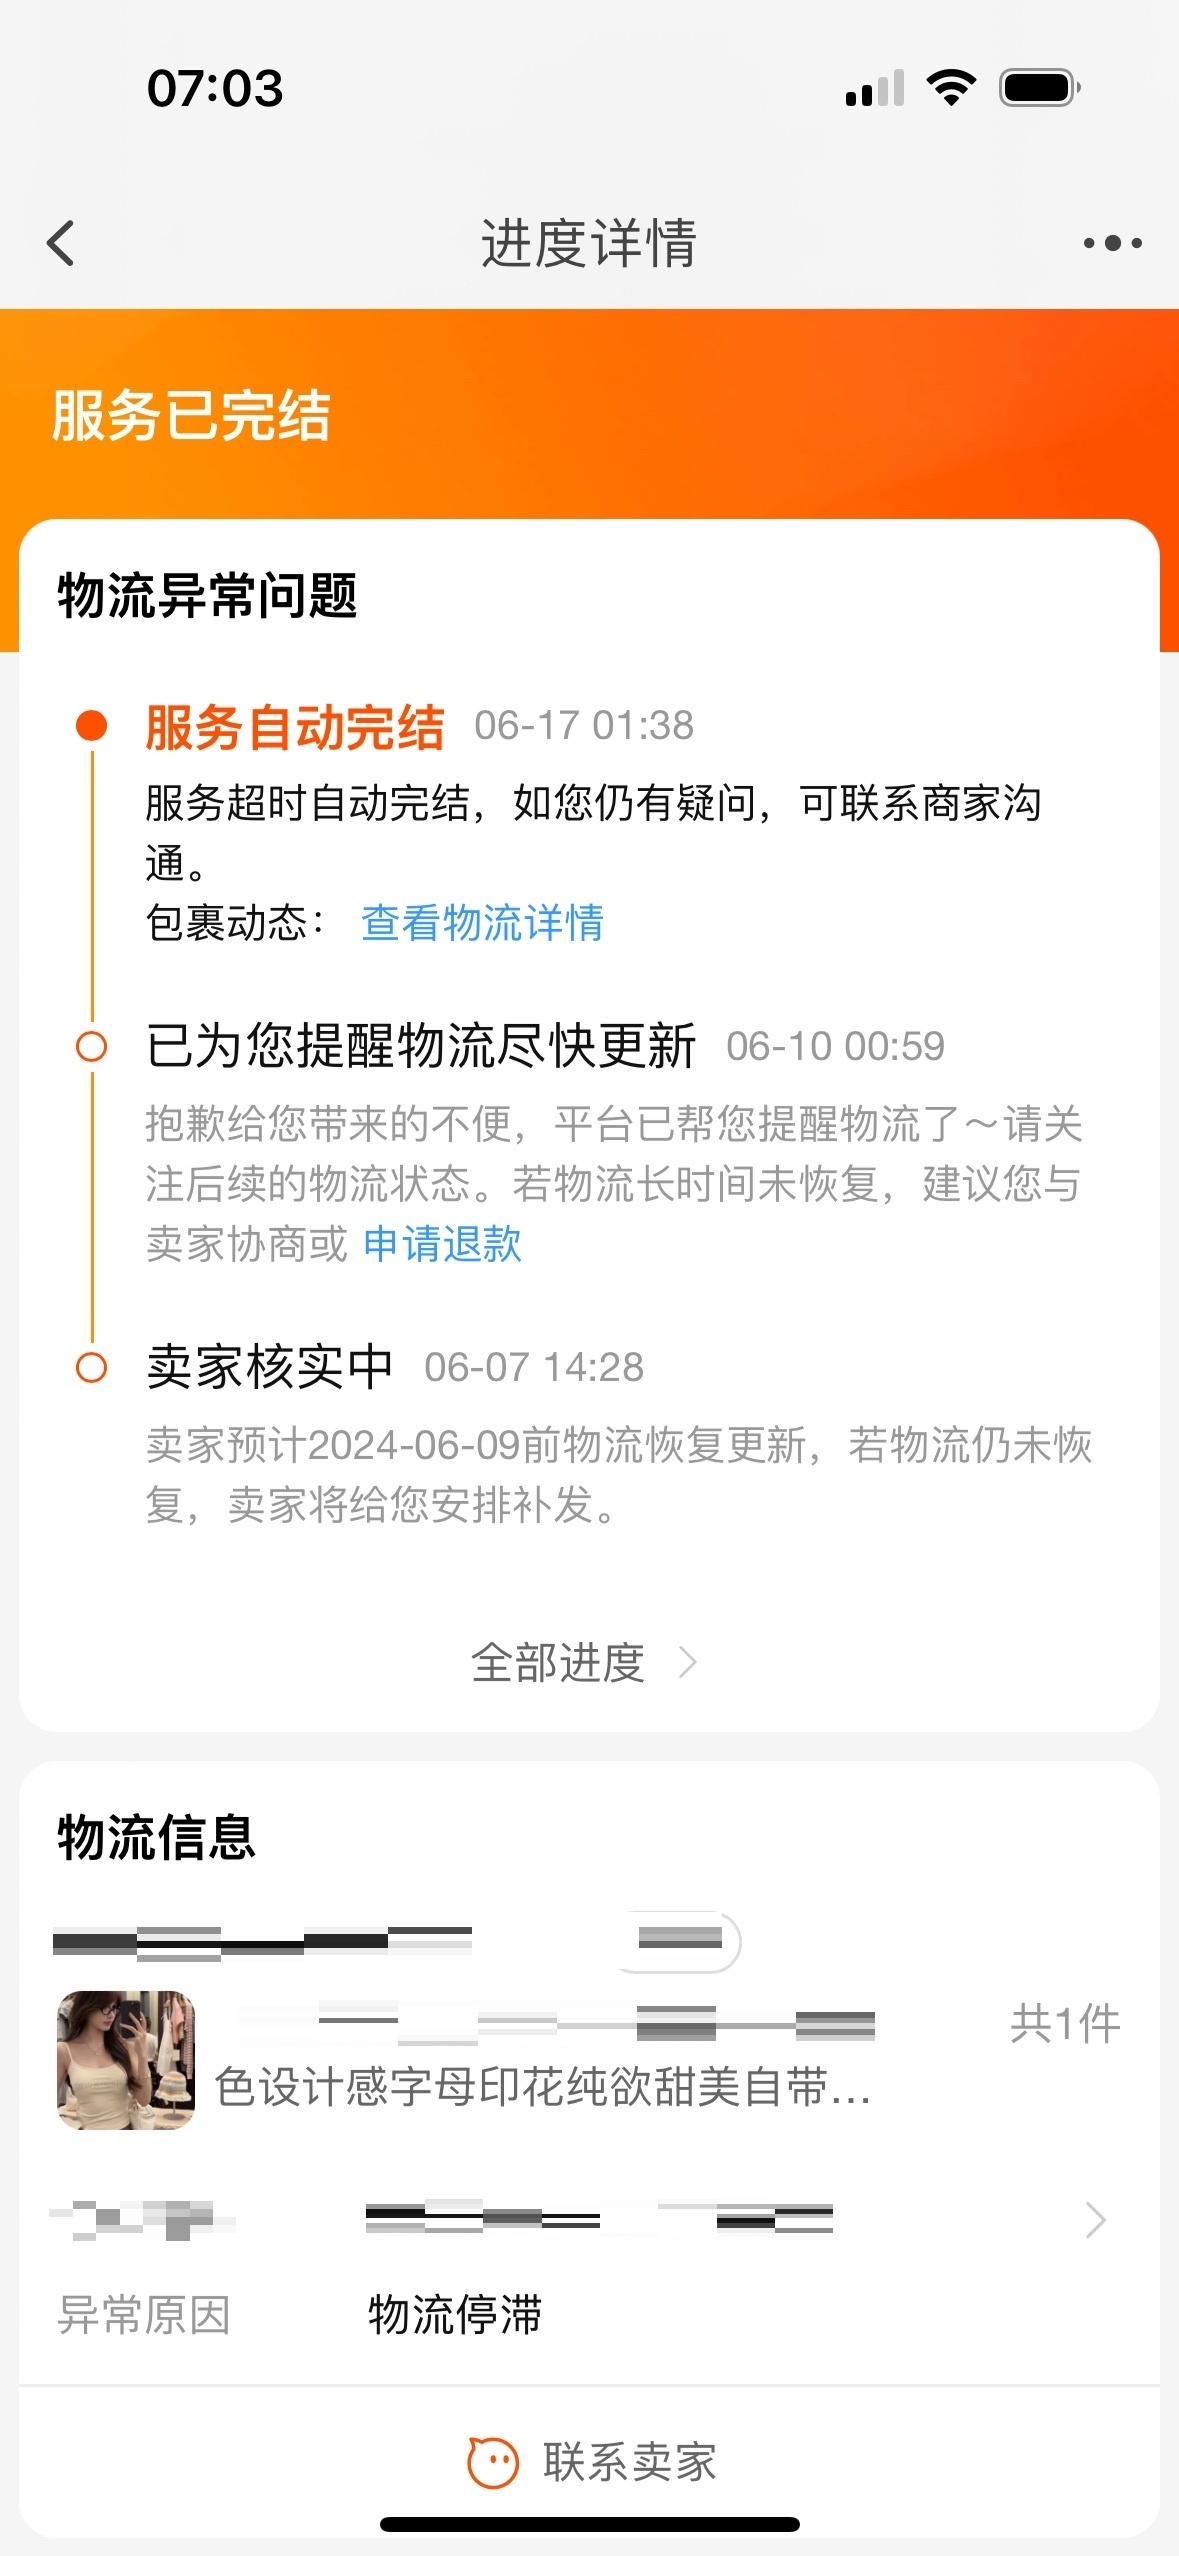 07:03
进度详情
服务已完结
物流异常问题
服务自动完结 06-17 01:38
服务超时自动完结，如您仍有疑问，可联系商家沟
通。
包裹动态： 查看物流详情
已为您提醒物流尽快更新 06-10 00:59
抱歉给您带来的不便，平台已帮您提醒物流了～请关
注后续的物流状态。若物流长时间未恢复，建议您与
卖家协商或 申请退款
卖家核实中 06-07 14:28
卖家预计2024-06-09前物流恢复更新，若物流仍未恢
复，卖家将给您安排补发。
全部进度
物流信息
共1件
色设计感字母印花纯欲甜美自带...
异常原因 物流停滞
联系卖家